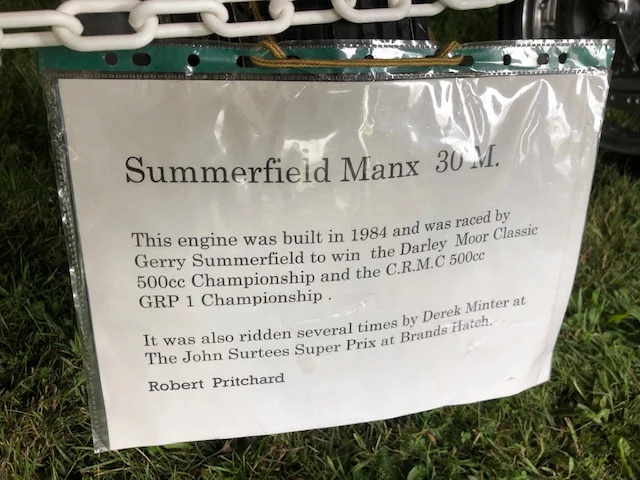 Summerfield Manx 30 M.
This engine was built in 1984 and was raced by
Gerry Summerfield to win the Darley Moor Classic
500cc Championship and the C.R.M.C 500cc
GRP 1 Championship .
It was also ridden several times by Derek Minter at
The John Surtees Super Prix at Brands Hatch.
Robert Pritchard